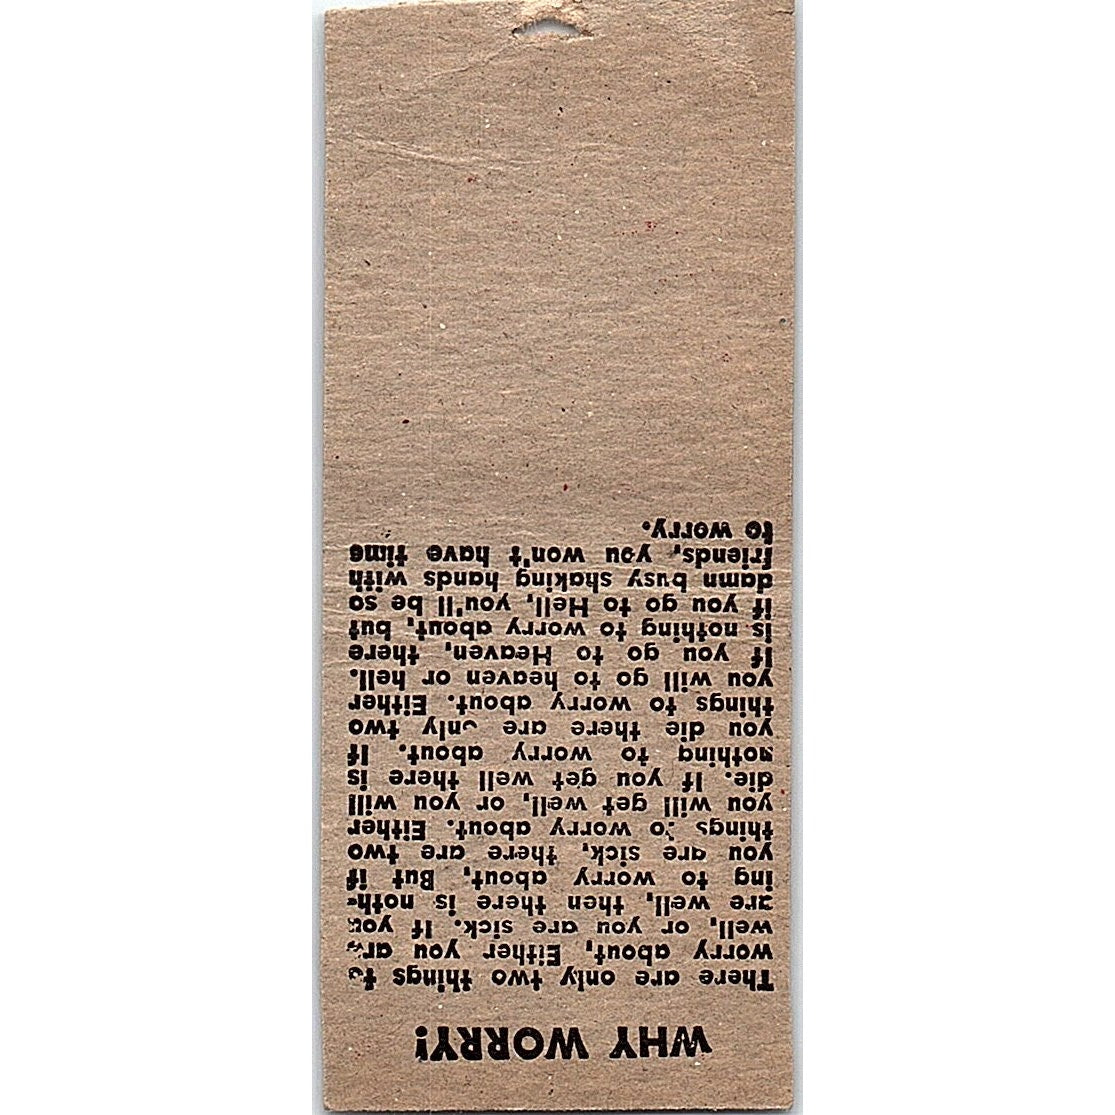 WHY WORRY!
There are only two things to
worry about, Either you are
well, or you are sick. If you
are well, then there is noth-
ing to worry about, But if
you are sick, there are two
things to worry about. Either
you will get well, or you will
die. If you get well there is
nothing to worry about. If
you die there are only two
things to worry about. Either
you will go to heaven or hell.
If you go to Heaven, there
is nothing to worry about, but
if you go to Hell, you'll be so
damn busy shaking hands with
friends, you won't have time
to worry.